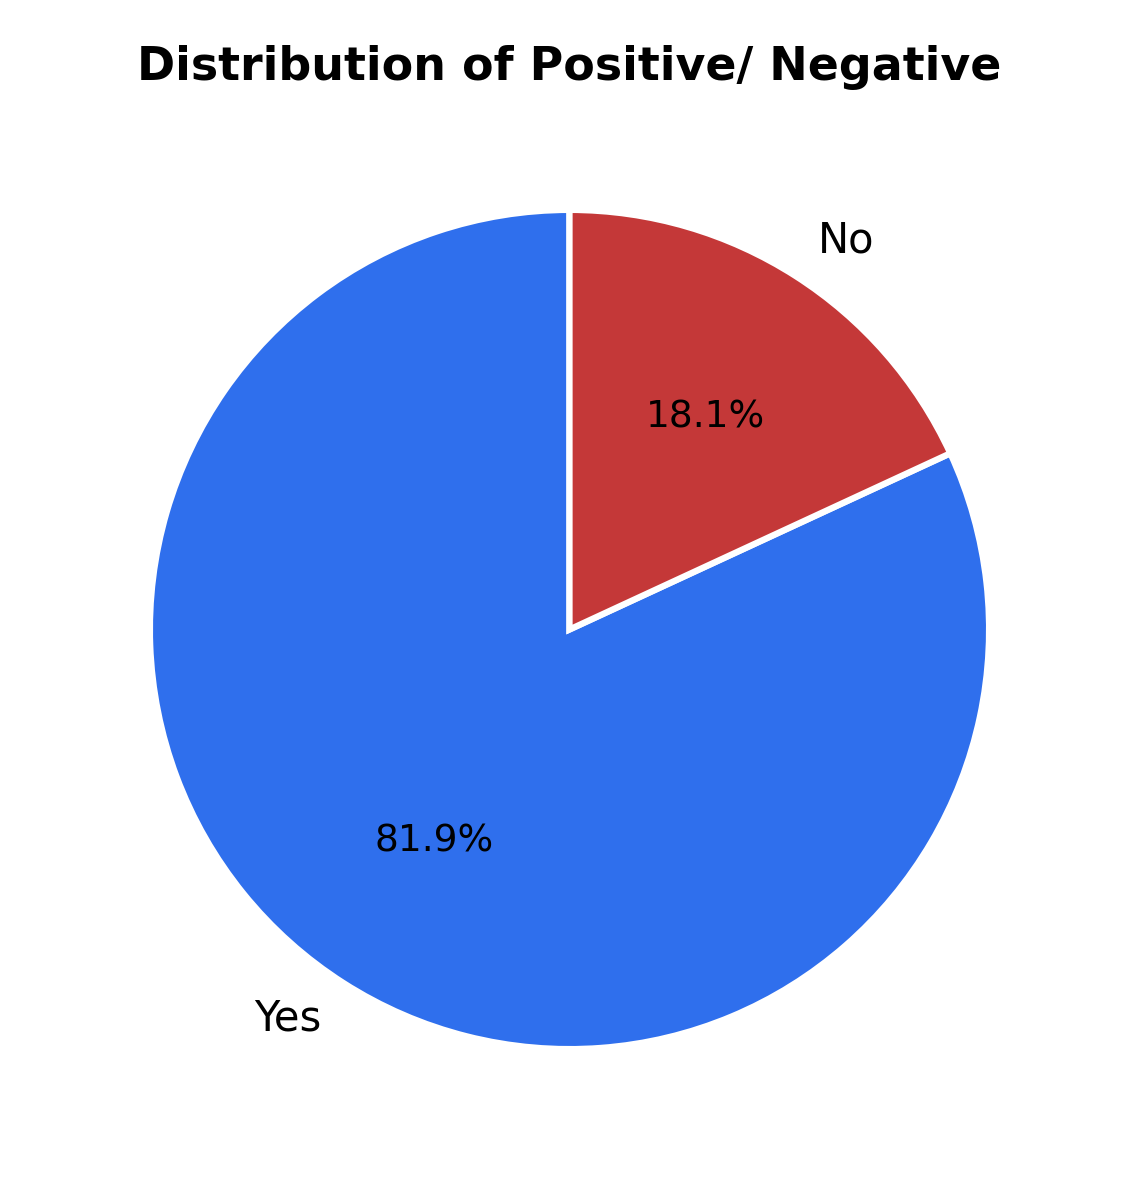 Distribution of Positive/ Negative
No
18.1%
81.9%
Yes